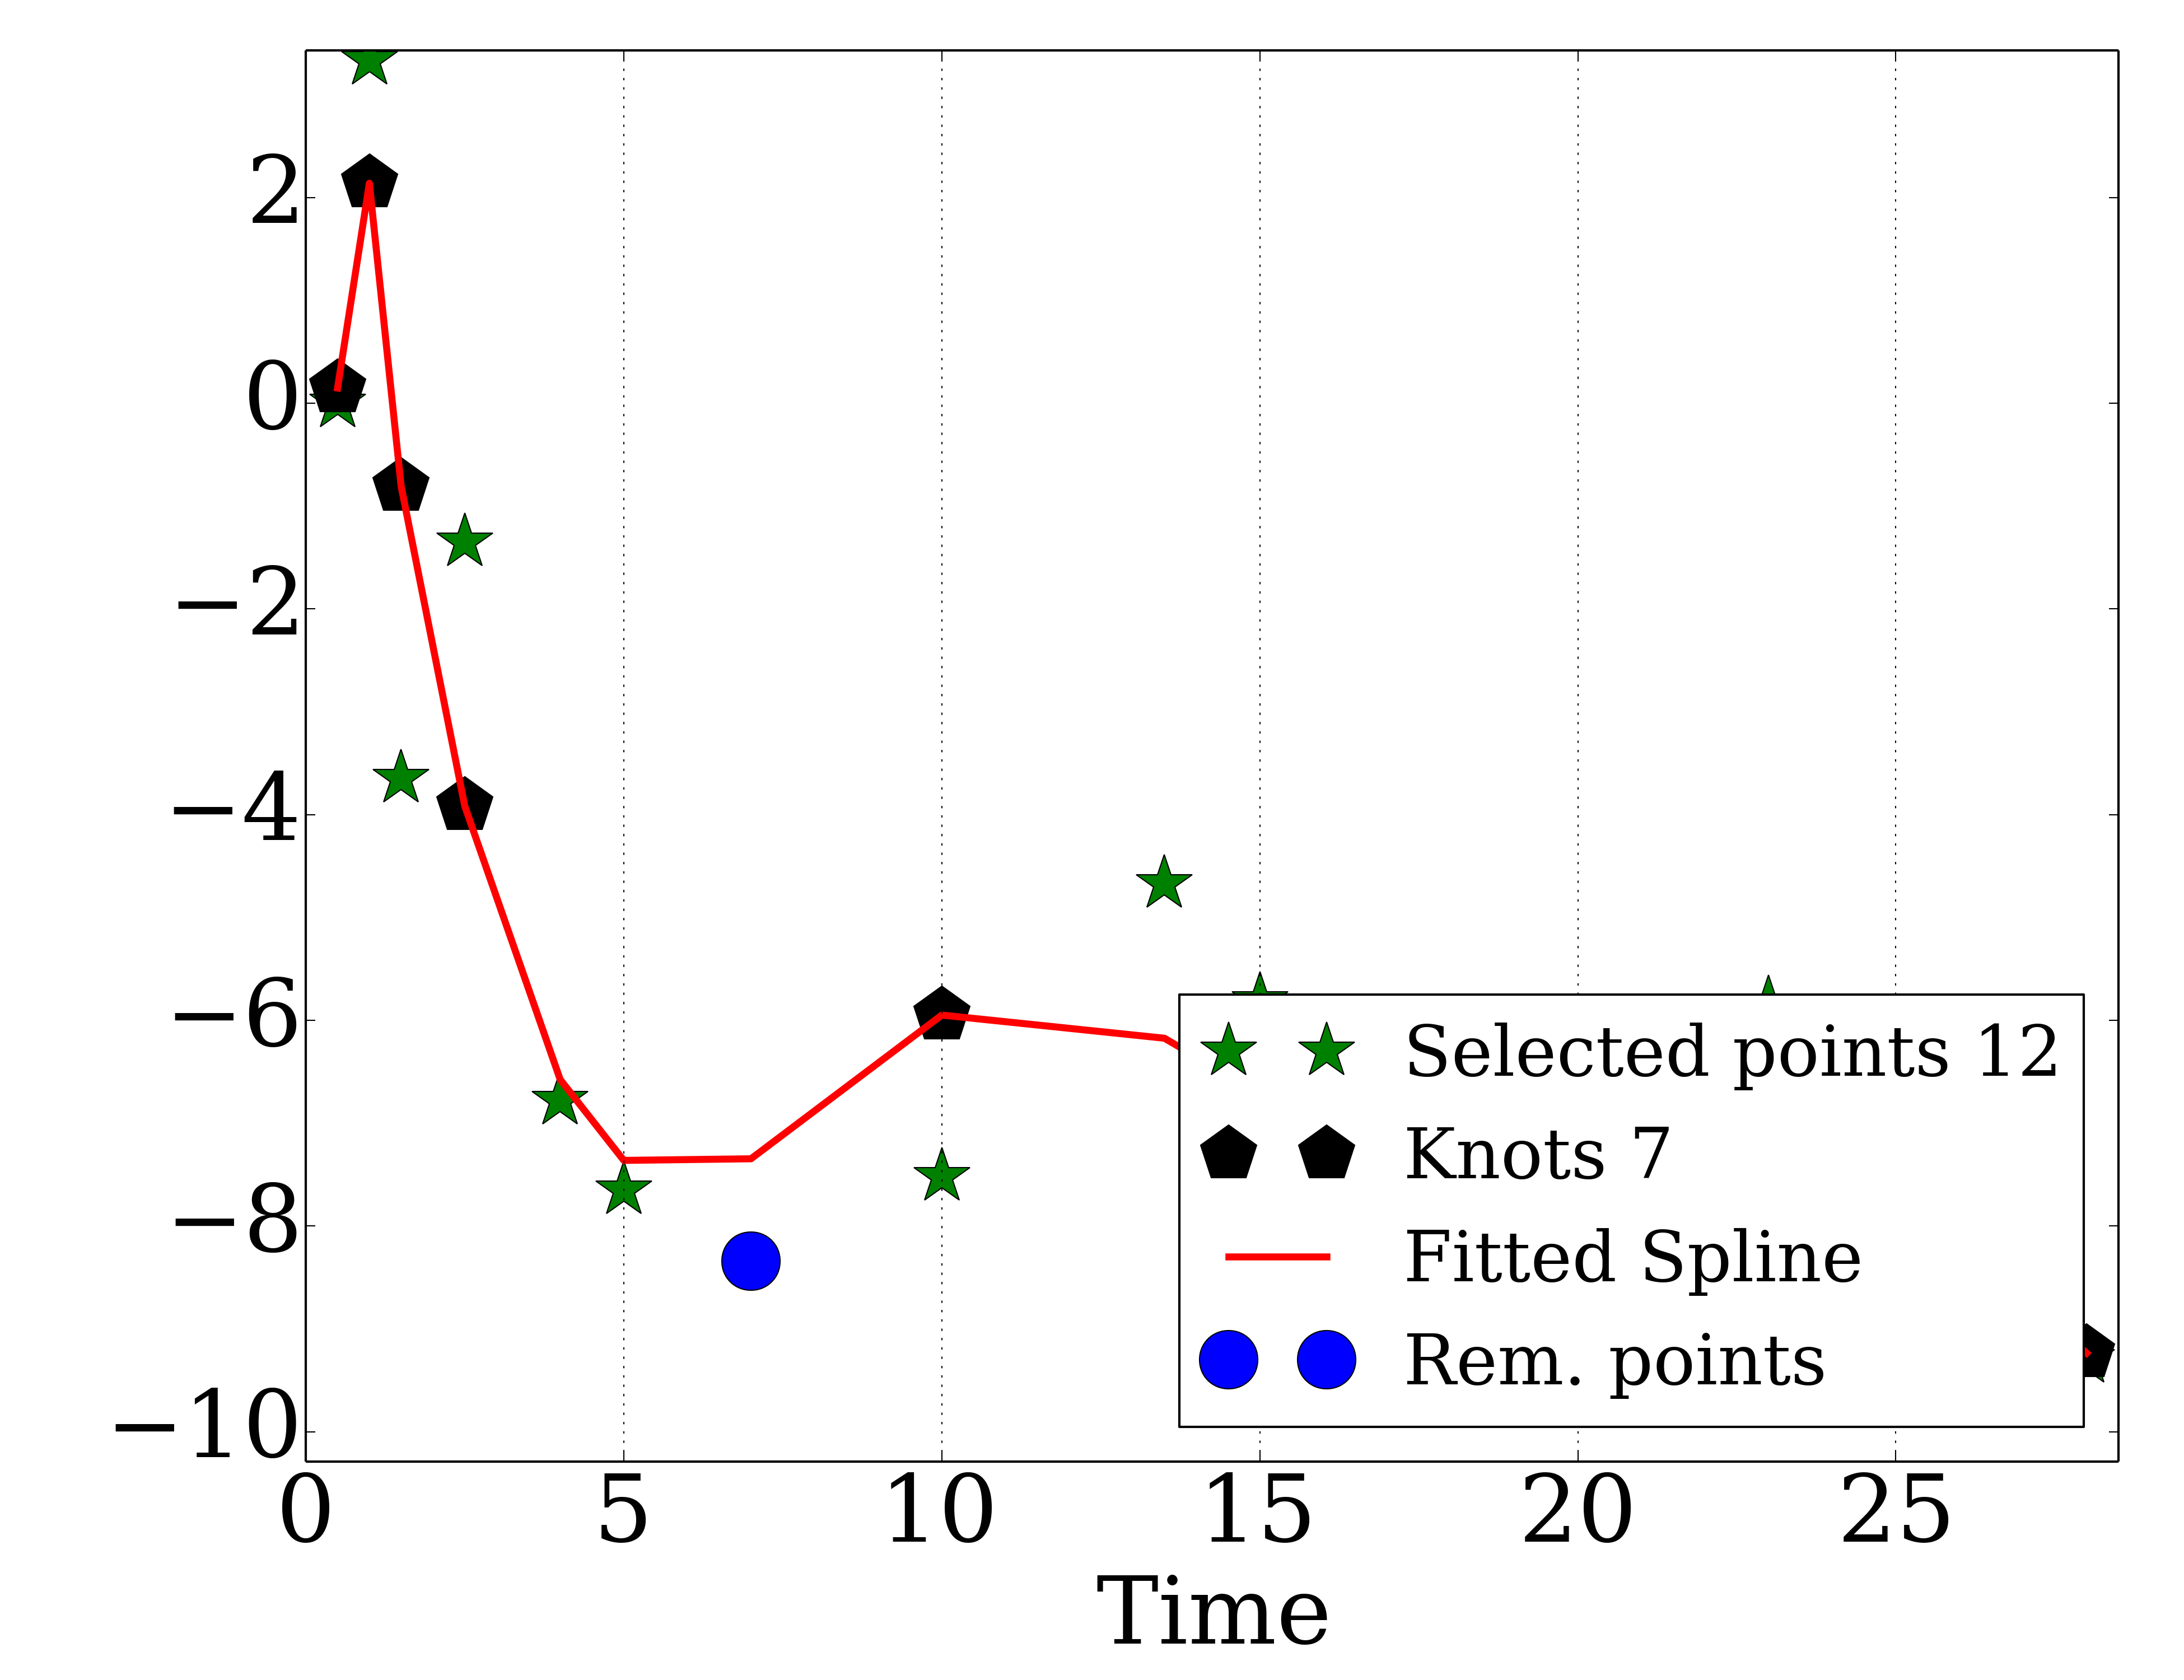 2
0
−2
−4
−6
−8
−10
0 5 10 15 20 25
Time
Selected points 12
Knots 7
Fitted Spline
Rem. points